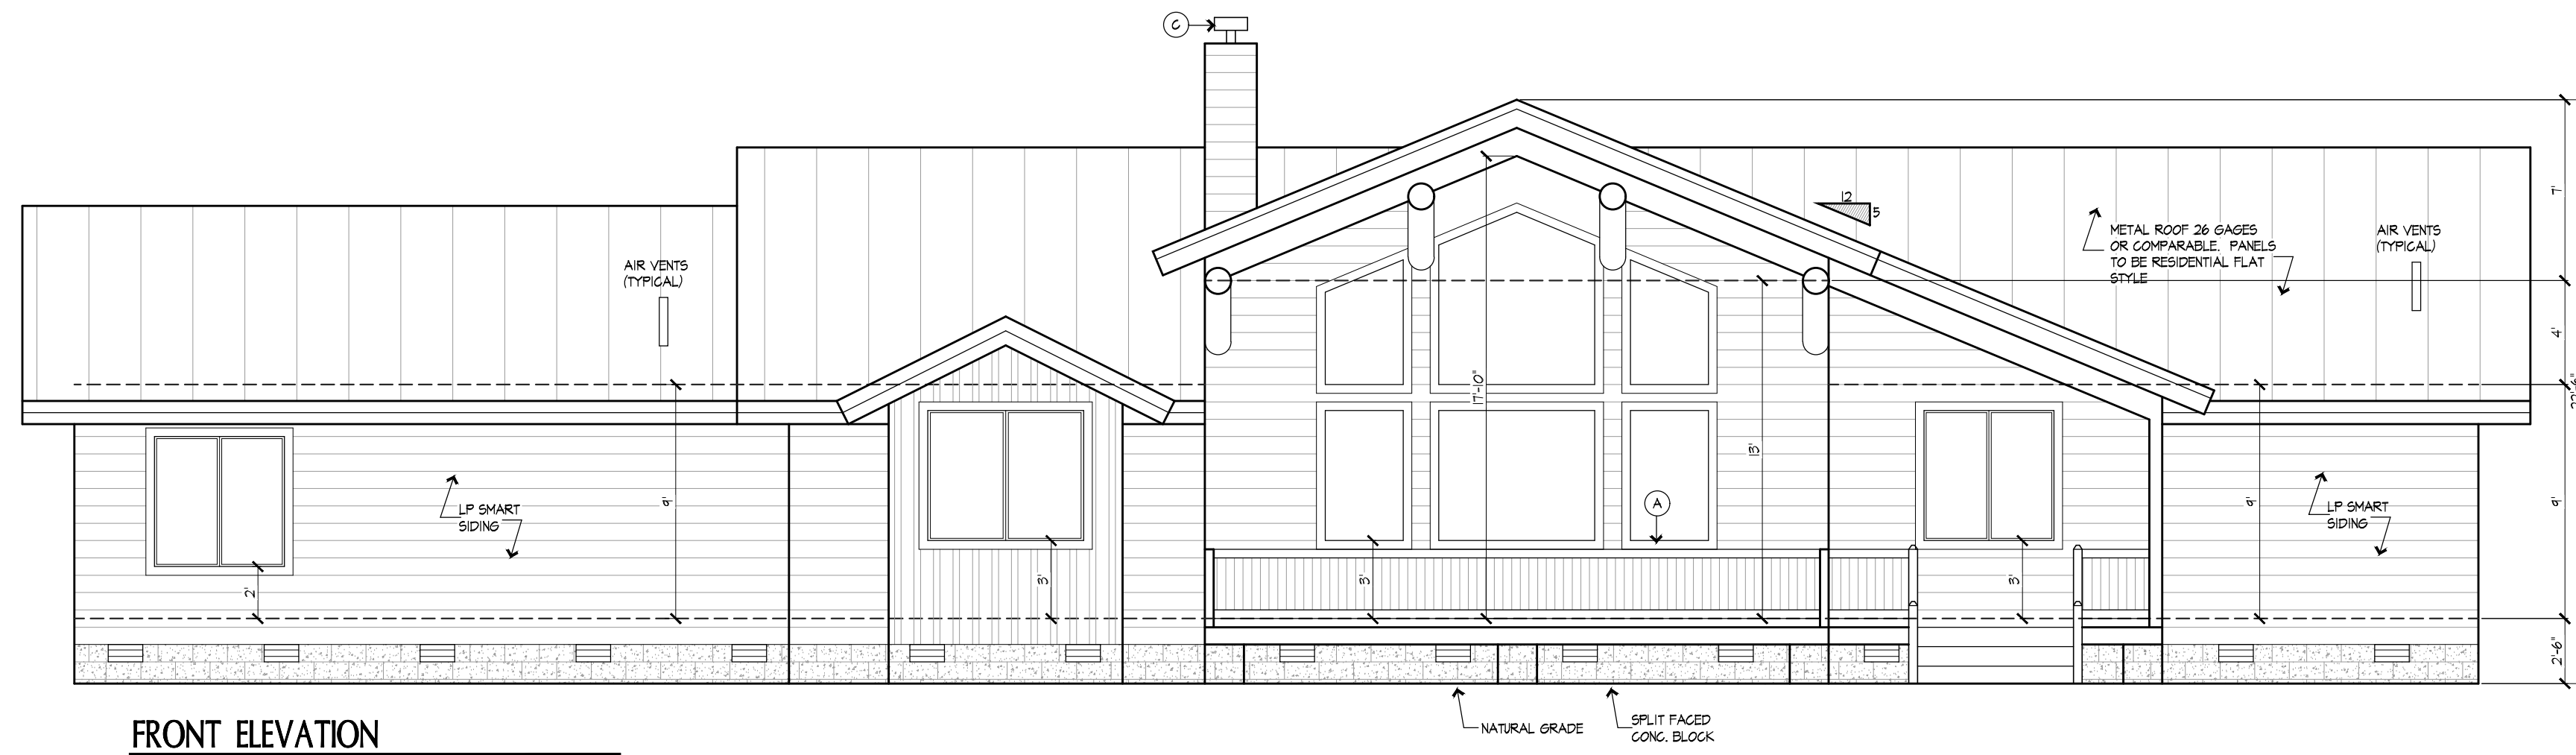 C
12
5
METAL ROOF 26 GAGES
OR COMPARABLE. PANELS
TO BE RESIDENTIAL FLAT
STYLE
AIR VENTS
(TYPICAL)
AIR VENTS
(TYPICAL)
7'
4'
17'-10"
13'
9'
9'
9'
A
LP SMART
SIDING
LP SMART
SIDING
2'
3'
3'
3'
2'-6"
NATURAL GRADE
SPLIT FACED
CONC. BLOCK
FRONT ELEVATION